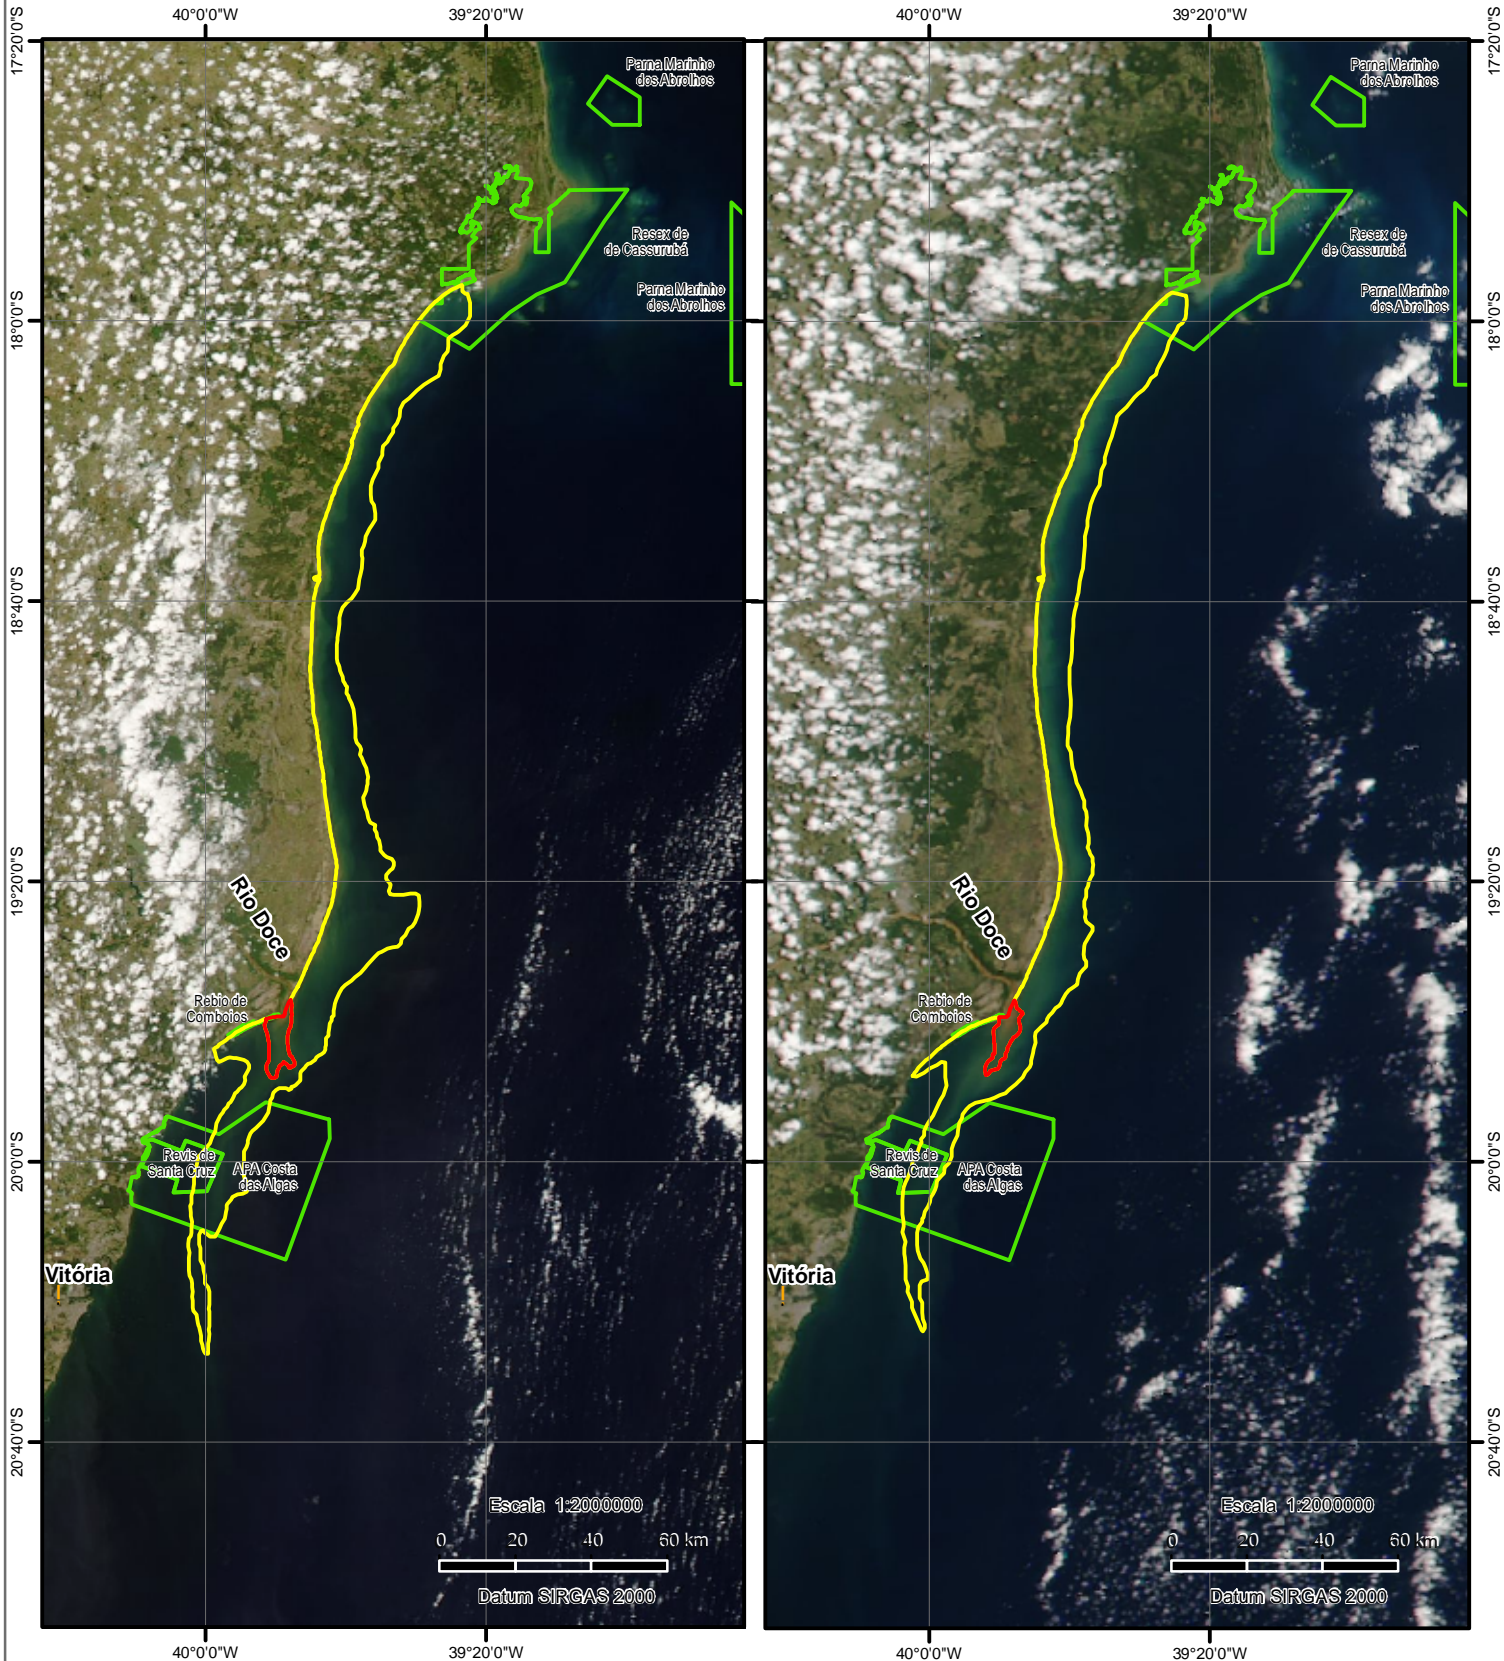 40°0'0"W 39°20'0"W 40°0'0"W 39°20'0"W
17°20'0"S
18°0'0"S
18°40'0"S
19°20'0"S
20°0'0"S
20°40'0"S
Parna Marinho
dos Abrolhos
Resex de
de Cassurubá
Parna Marinho
dos Abrolhos
Rio Doce
Rebio de
Comboios
Revis de
Santa Cruz
APA Costa
das Algas
Vitória
Escala 1:2000000
0 20 40 60 km
Datum SIRGAS 2000
Parna Marinho
dos Abrolhos
Resex de
de Cassurubá
Parna Marinho
dos Abrolhos
Rio Doce
Rebio de
Comboios
Revis de
Santa Cruz
APA Costa
das Algas
Vitória
Escala 1:2000000
0 20 40 60 km
Datum SIRGAS 2000
17°20'0"S
18°0'0"S
18°40'0"S
19°20'0"S
20°0'0"S
20°40'0"S
40°0'0"W 39°20'0"W 40°0'0"W 39°20'0"W